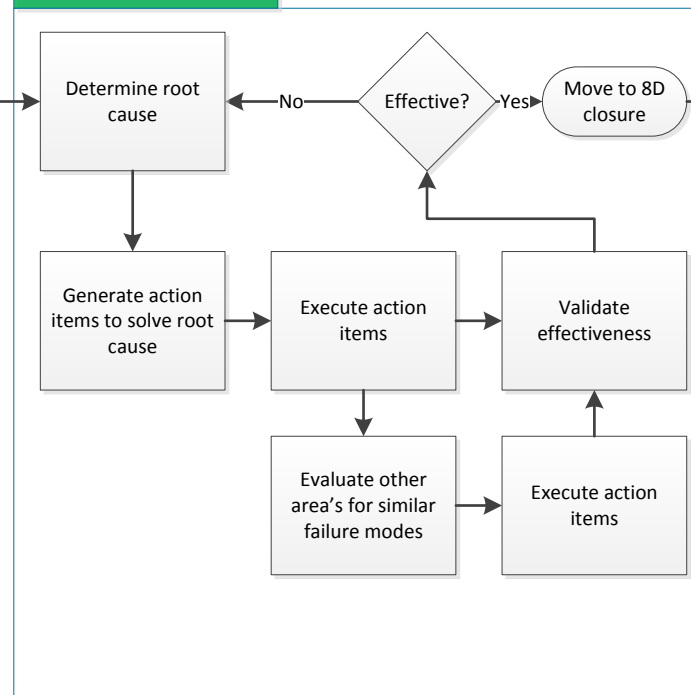 Determine root
cause
No
Effective?
Yes
Move to 8D
closure
Generate action
items to solve root
cause
Execute action
items
Validate
effectiveness
Evaluate other
area's for similar
failure modes
Execute action
items